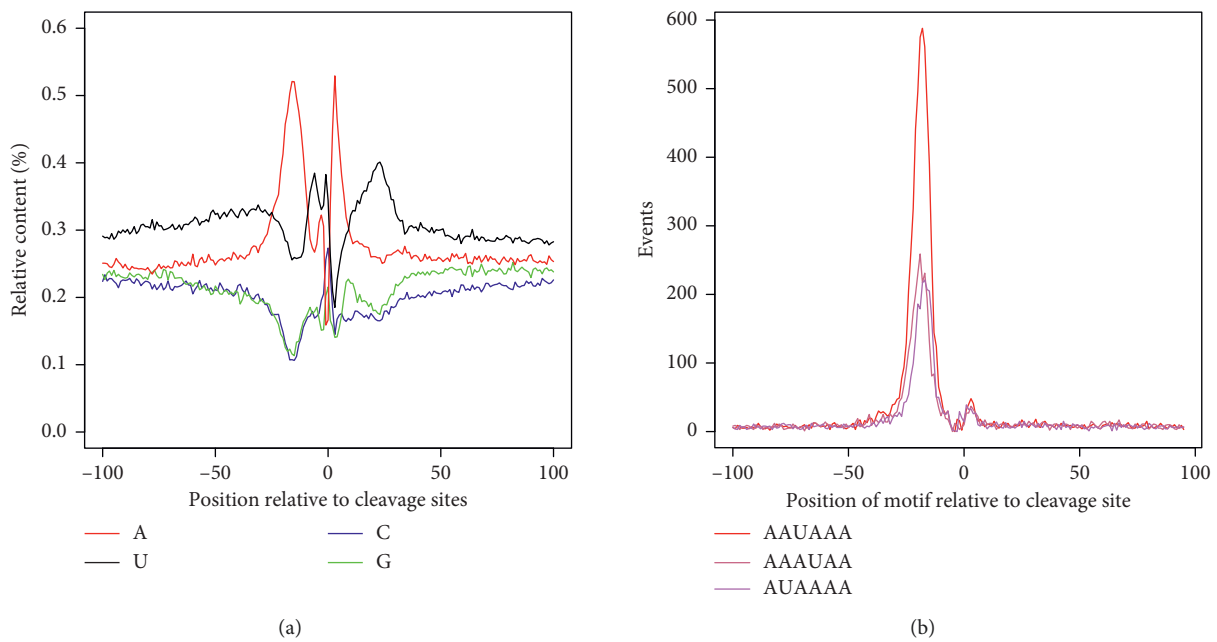 0.6
0.5
0.4
0.3
0.2
0.1
0.0
Relative content (%)
−100
−50
0
50
100
Position relative to cleavage sites
A
C
U
G
(a)
600
500
400
300
200
100
0
Events
−100
−50
0
50
100
Position of motif relative to cleavage site
AAUAAA
AAAUAA
AUAAAA
(b)